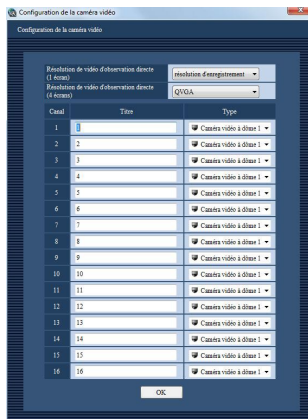 Configuration de la caméra vidéo
Configuration de la caméra vidéo
Résolution de vidéo d'observation directe
(1 écran)
résolution d'enregistrement
Résolution de vidéo d'observation directe
(4 écrans)
QVGA
Canal Titre Type
1 1 Caméra vidéo à dôme 1
2 2 Caméra vidéo à dôme 1
3 3 Caméra vidéo à dôme 1
4 4 Caméra vidéo à dôme 1
5 5 Caméra vidéo à dôme 1
6 6 Caméra vidéo à dôme 1
7 7 Caméra vidéo à dôme 1
8 8 Caméra vidéo à dôme 1
9 9 Caméra vidéo à dôme 1
10 10 Caméra vidéo à dôme 1
11 11 Caméra vidéo à dôme 1
12 12 Caméra vidéo à dôme 1
13 13 Caméra vidéo à dôme 1
14 14 Caméra vidéo à dôme 1
15 15 Caméra vidéo à dôme 1
16 16 Caméra vidéo à dôme 1
OK